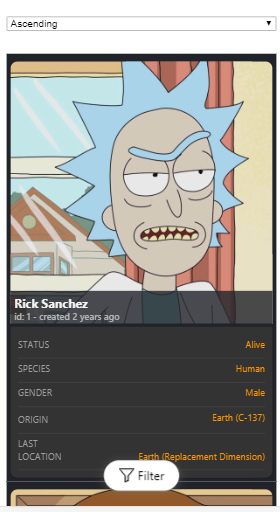 Ascending
Rick Sanchez
id: 1 - created 2 years ago
STATUS Alive
SPECIES Human
GENDER Male
ORIGIN Earth (C-137)
LAST
LOCATION Earth (Replacement Dimension)
Filter